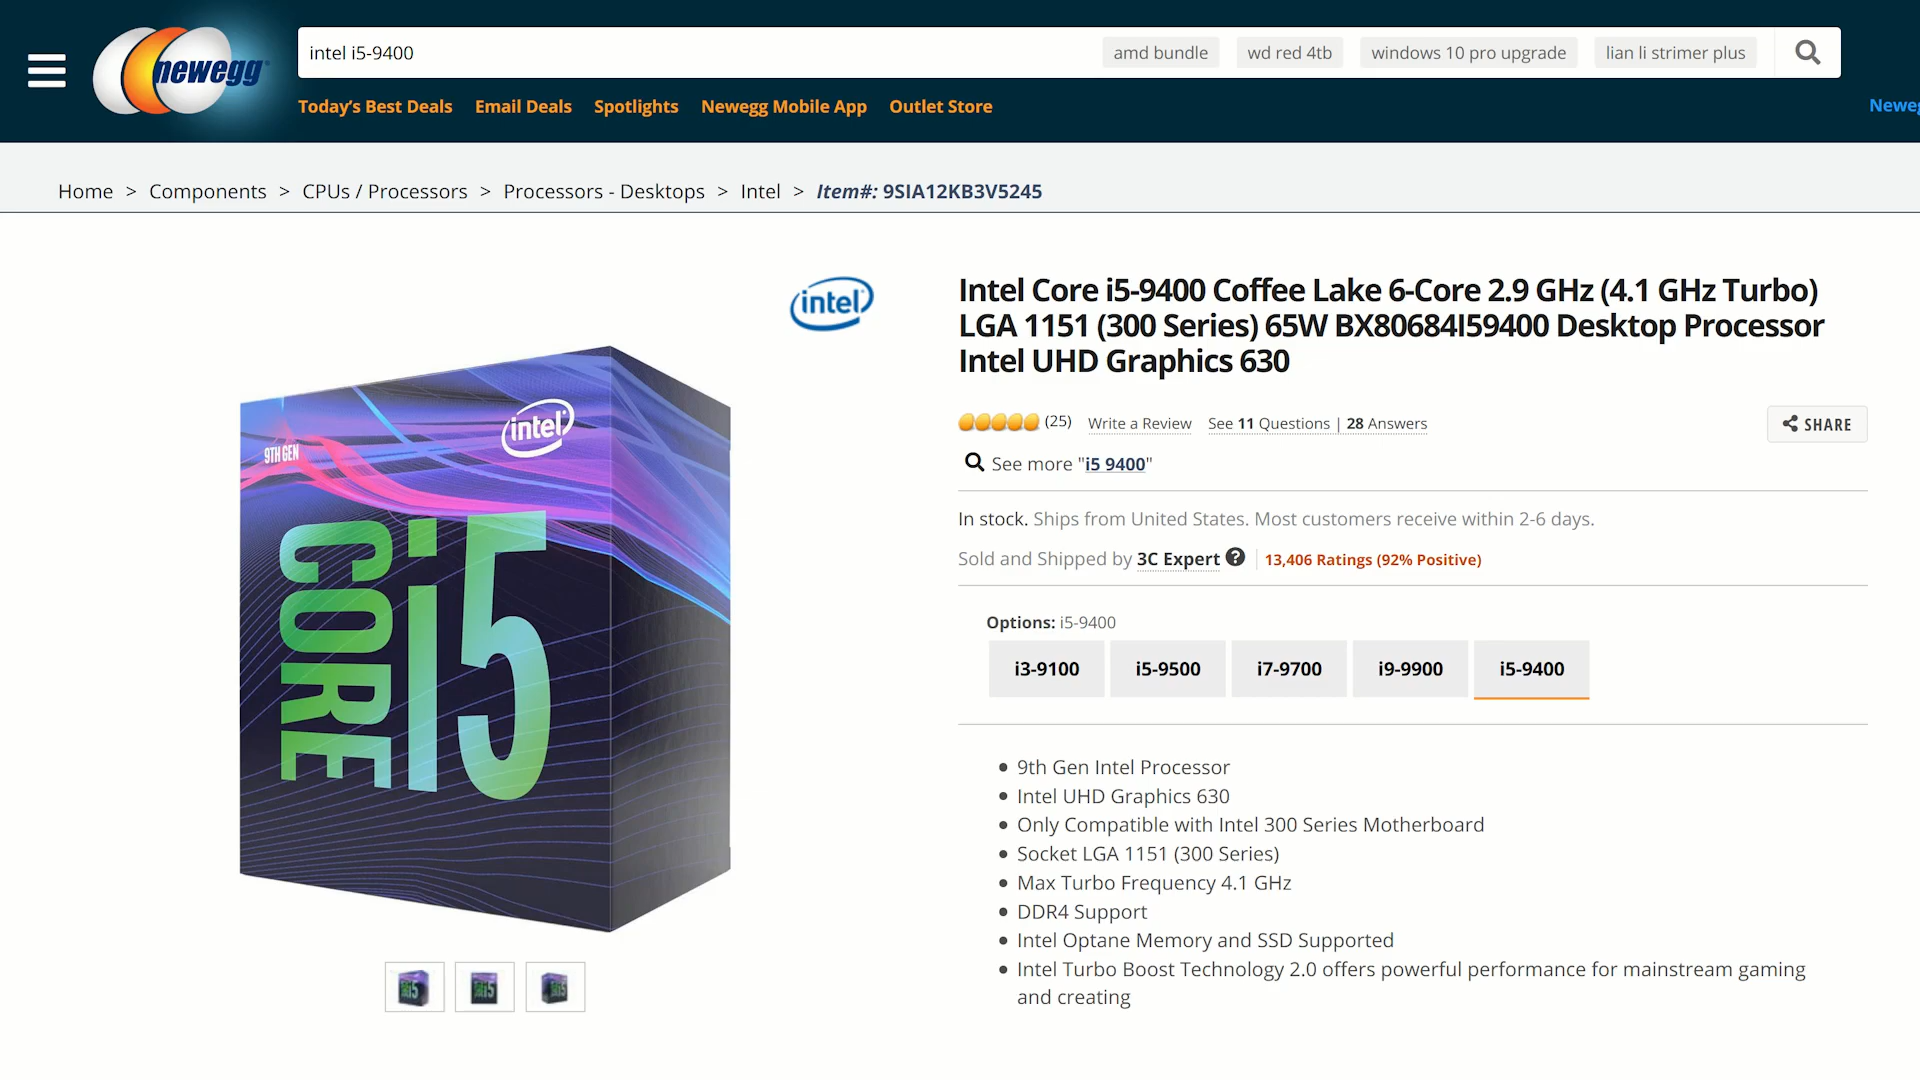 newegg
intel i5-9400
amd bundle
wd red 4tb
windows 10 pro upgrade
lian li strimer plus
Today's Best Deals
Email Deals
Spotlights
Newegg Mobile App
Outlet Store
Home > Components > CPUs / Processors > Processors - Desktops > Intel > Item#: 9SIA12KB3V5245
intel
intel
9TH GEN
CORE i5
Intel Core i5-9400 Coffee Lake 6-Core 2.9 GHz (4.1 GHz Turbo)
LGA 1151 (300 Series) 65W BX80684I59400 Desktop Processor
Intel UHD Graphics 630
(25) Write a Review See 11 Questions | 28 Answers
SHARE
See more "i5 9400"
In stock. Ships from United States. Most customers receive within 2-6 days.
Sold and Shipped by 3C Expert ? 13,406 Ratings (92% Positive)
Options: i5-9400
i3-9100
i5-9500
i7-9700
i9-9900
i5-9400
9th Gen Intel Processor
Intel UHD Graphics 630
Only Compatible with Intel 300 Series Motherboard
Socket LGA 1151 (300 Series)
Max Turbo Frequency 4.1 GHz
DDR4 Support
Intel Optane Memory and SSD Supported
Intel Turbo Boost Technology 2.0 offers powerful performance for mainstream gaming
and creating